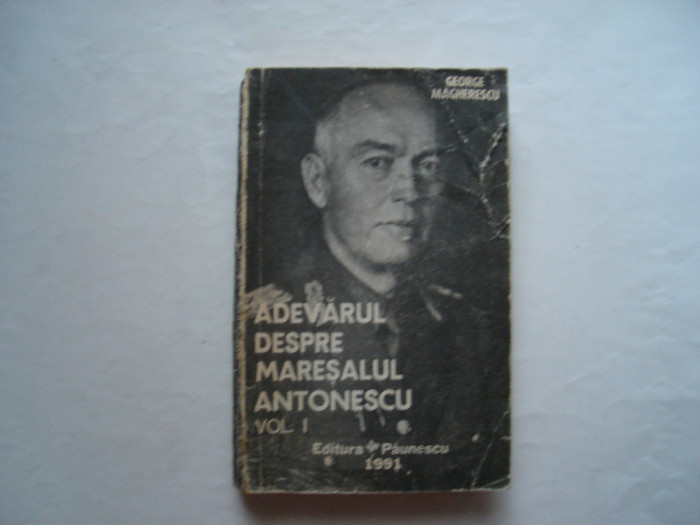 GEORGE
MAGHERESCU
ADEVĂRUL
DESPRE
MAREȘALUL
ANTONESCU
VOL. I
Editura Păunescu
1991